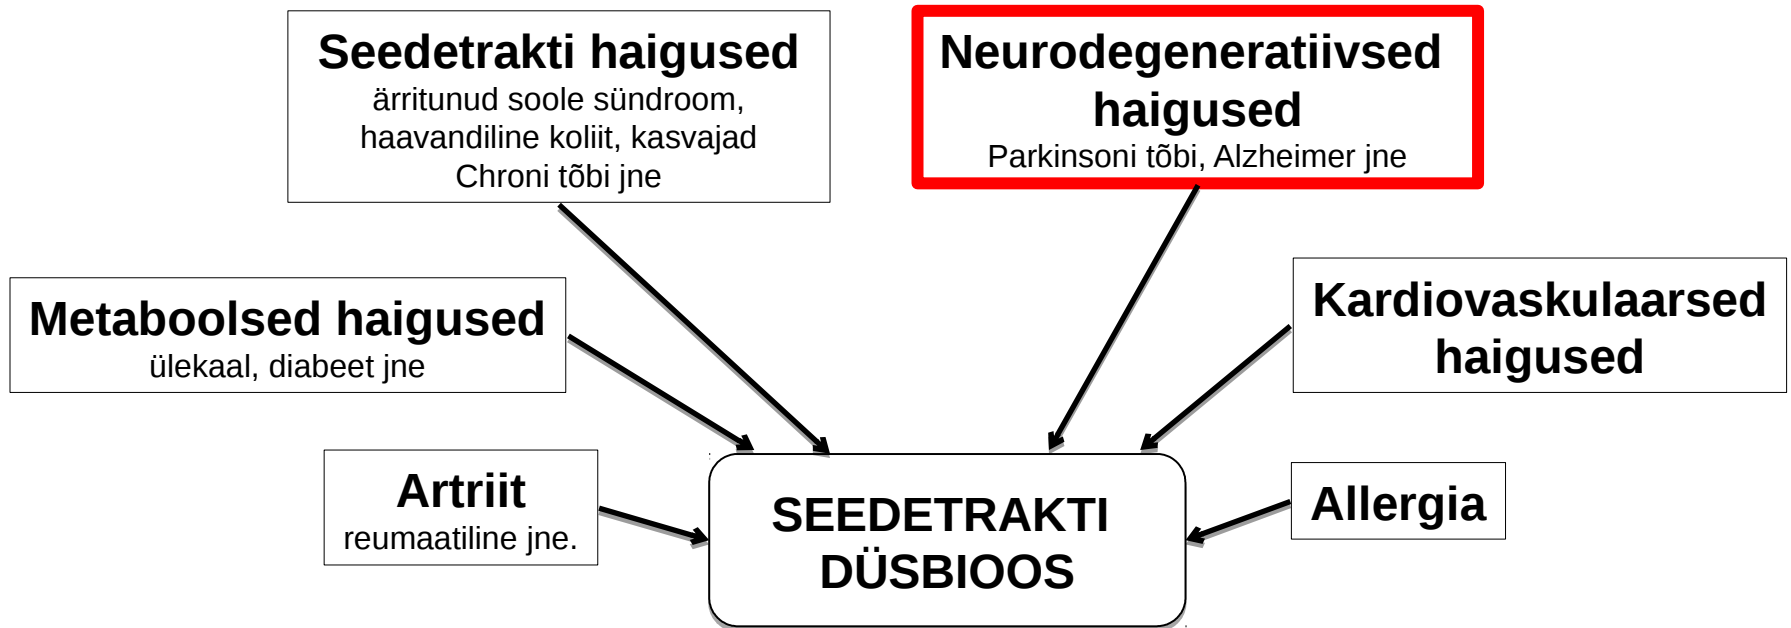 Seedetrakti haigused
ärritunud soole sündroom,
haavandiline koliit, kasvajad
Chroni tõbi jne
Neurodegeneratiivsed
haigused
Parkinsoni tõbi, Alzheimer jne
Metaboolsed haigused
ülekaal, diabeet jne
Kardiovaskulaarsed
haigused
Artriit
reumaatiline jne.
SEEDETRAKTI
DÜSBIOOS
Allergia